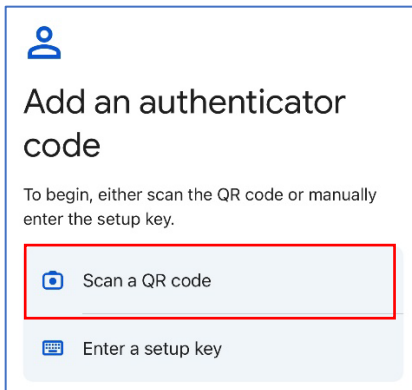 Add an authenticator
code
To begin, either scan the QR code or manually
enter the setup key.
Scan a QR code
Enter a setup key